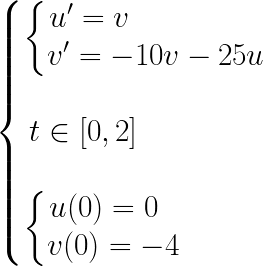 u′ = v
v′ = −10v − 25u
t ∈ [0, 2]
u(0) = 0
v(0) = −4